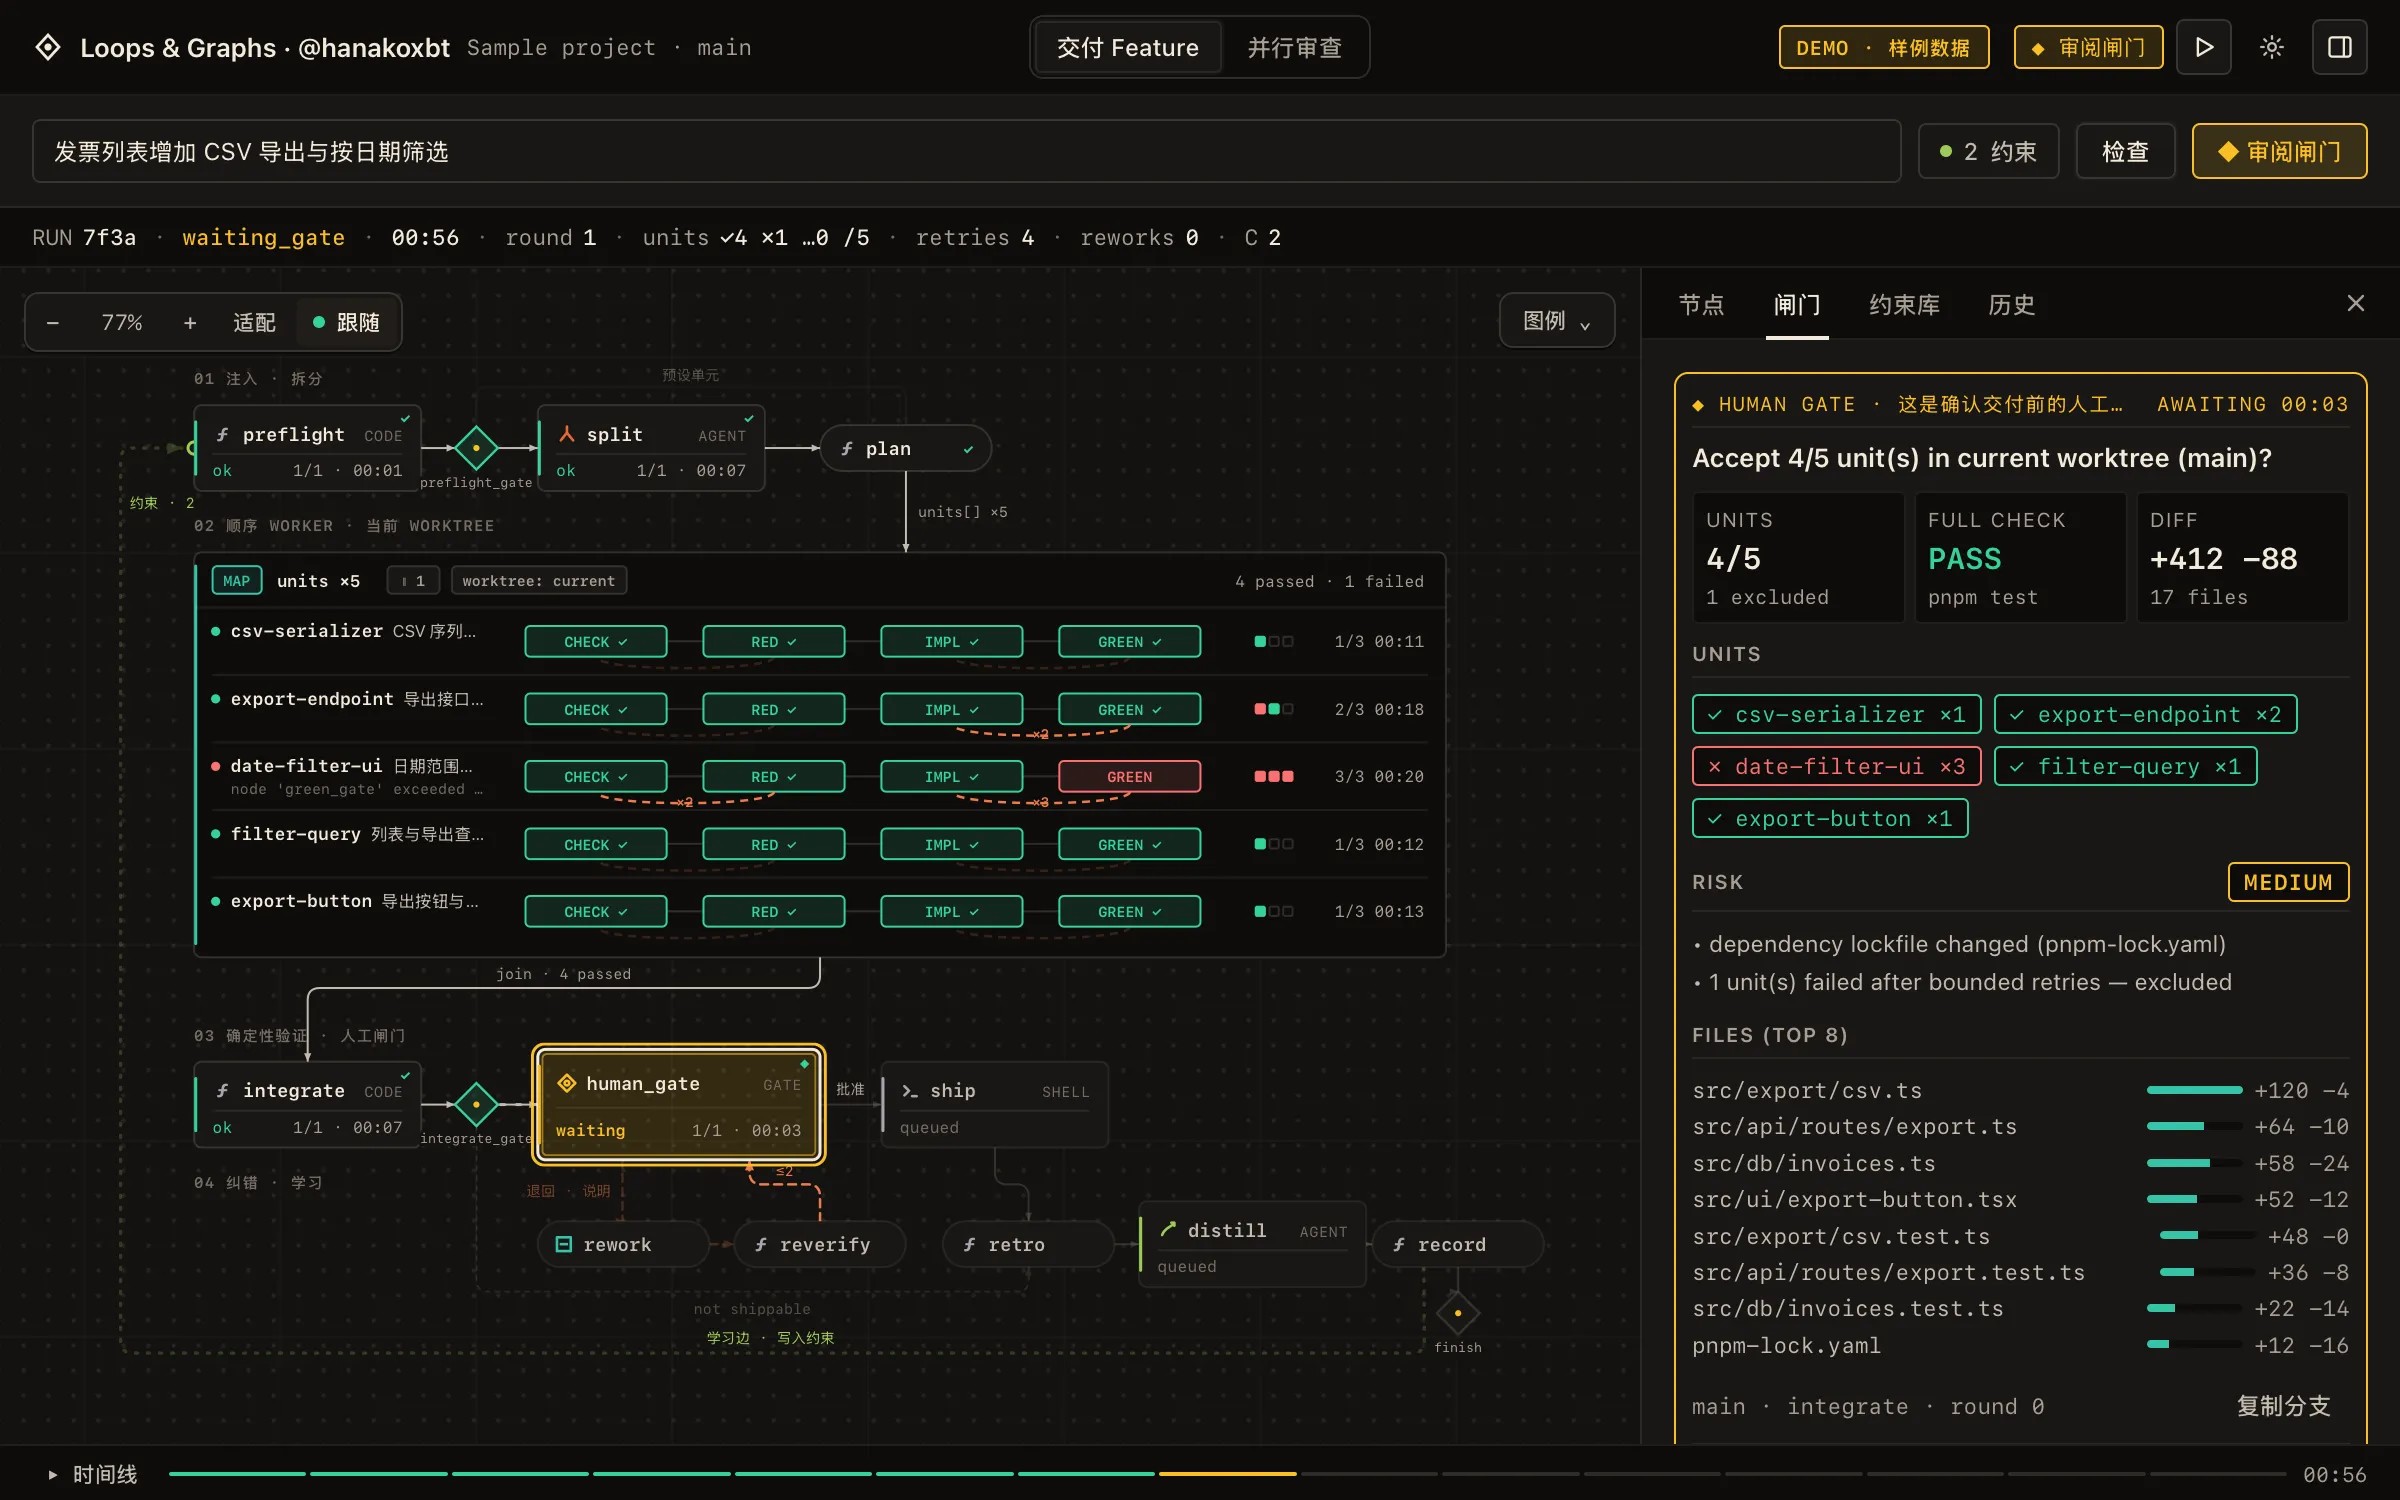 Loops & Graphs · @hanakoxbt Sample project · main
交付 Feature 并行审查
DEMO · 样例数据 ◆ 审阅闸门
发票列表增加 CSV 导出与按日期筛选
2 约束 检查 ◆ 审阅闸门
RUN 7f3a · waiting_gate · 00:56 · round 1 · units ✓4 ×1 …0 /5 · retries 4 · reworks 0 · C 2
− 77% + 适配 跟随
图例
01 注入 · 拆分
预设单元
preflight CODE
ok 1/1 · 00:01
preflight_gate
split AGENT
ok 1/1 · 00:07
plan
约束 · 2
units[] ×5
02 顺序 WORKER · 当前 WORKTREE
MAP units ×5 1 worktree: current 4 passed · 1 failed
csv-serializer CSV 序列… CHECK ✓ RED ✓ IMPL ✓ GREEN ✓ 1/3 00:11
export-endpoint 导出接口… CHECK ✓ RED ✓ IMPL ✓ GREEN ✓ 2/3 00:18
×2
date-filter-ui 日期范围… CHECK ✓ RED ✓ IMPL ✓ GREEN 3/3 00:20
node 'green_gate' exceeded …
×2 ×3
filter-query 列表与导出查… CHECK ✓ RED ✓ IMPL ✓ GREEN ✓ 1/3 00:12
export-button 导出按钮与… CHECK ✓ RED ✓ IMPL ✓ GREEN ✓ 1/3 00:13
join · 4 passed
03 确定性验证 · 人工闸门
integrate CODE
ok 1/1 · 00:07
integrate_gate
human_gate GATE
waiting 1/1 · 00:03
批准
ship SHELL
queued
04 纠错 · 学习
退回 · 说明
≤2
rework
reverify
retro
distill AGENT
queued
record
not shippable
学习边 · 写入约束
finish
节点 闸门 约束库 历史
◆ HUMAN GATE · 这是确认交付前的人工… AWAITING 00:03
Accept 4/5 unit(s) in current worktree (main)?
UNITS
4/5
1 excluded
FULL CHECK
PASS
pnpm test
DIFF
+412 −88
17 files
UNITS
✓ csv-serializer ×1
✓ export-endpoint ×2
× date-filter-ui ×3
✓ filter-query ×1
✓ export-button ×1
RISK MEDIUM
• dependency lockfile changed (pnpm-lock.yaml)
• 1 unit(s) failed after bounded retries — excluded
FILES (TOP 8)
src/export/csv.ts +120 −4
src/api/routes/export.ts +64 −10
src/db/invoices.ts +58 −24
src/ui/export-button.tsx +52 −12
src/export/csv.test.ts +48 −0
src/api/routes/export.test.ts +36 −8
src/db/invoices.test.ts +22 −14
pnpm-lock.yaml +12 −16
main · integrate · round 0 复制分支
时间线 00:56